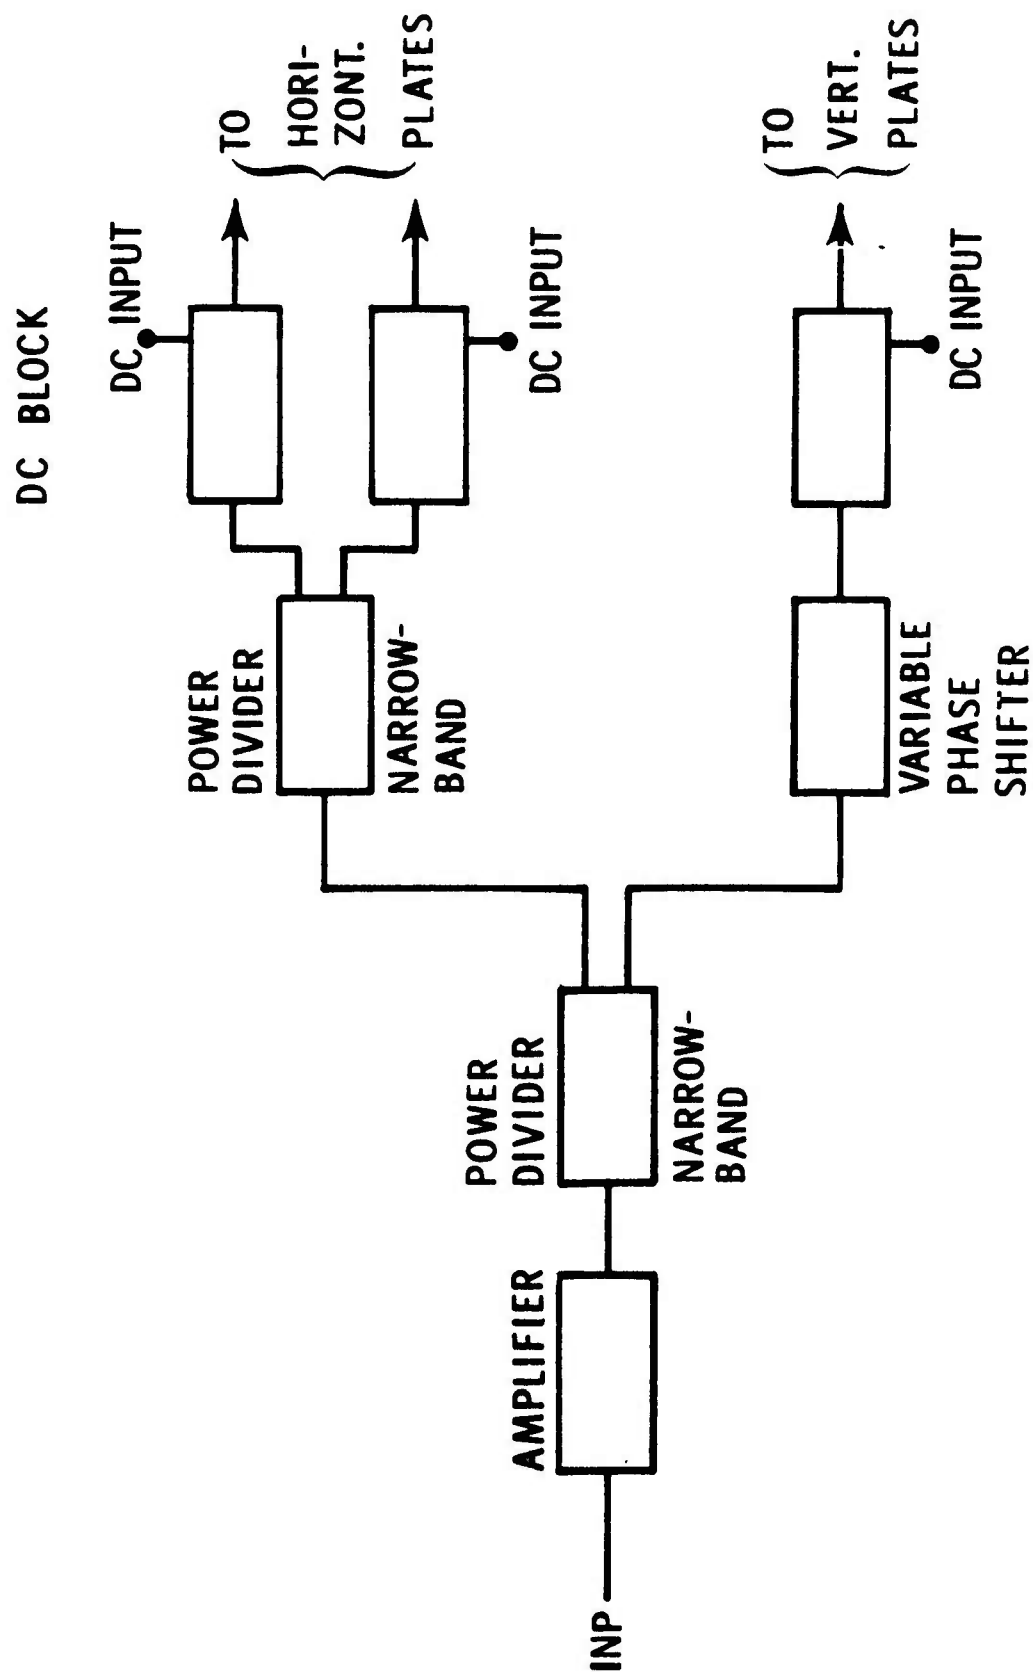 INP
AMPLIFIER
POWER
DIVIDER
NARROW-
BAND
POWER
DIVIDER
NARROW-
BAND
VARIABLE
PHASE
SHIFTER
DC BLOCK
DC INPUT
DC INPUT
DC INPUT
TO
HORI-
ZONT.
PLATES
TO
VERT.
PLATES